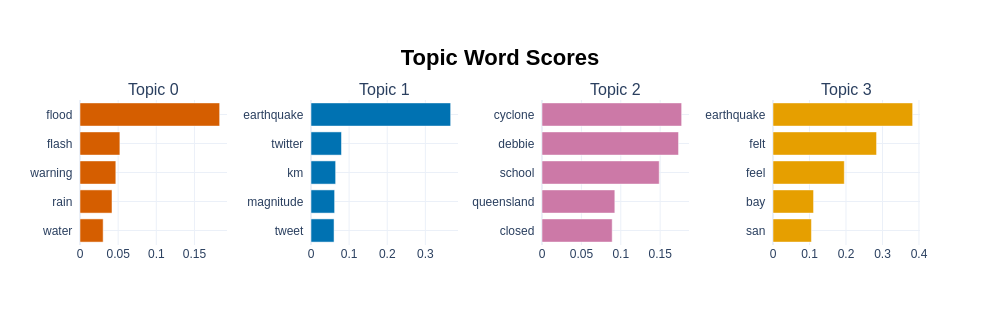 Topic Word Scores
Topic 0
flood
flash
warning
rain
water
0 0.05 0.1 0.15
Topic 1
earthquake
twitter
km
magnitude
tweet
0 0.1 0.2 0.3
Topic 2
cyclone
debbie
school
queensland
closed
0 0.05 0.1 0.15
Topic 3
earthquake
felt
feel
bay
san
0 0.1 0.2 0.3 0.4